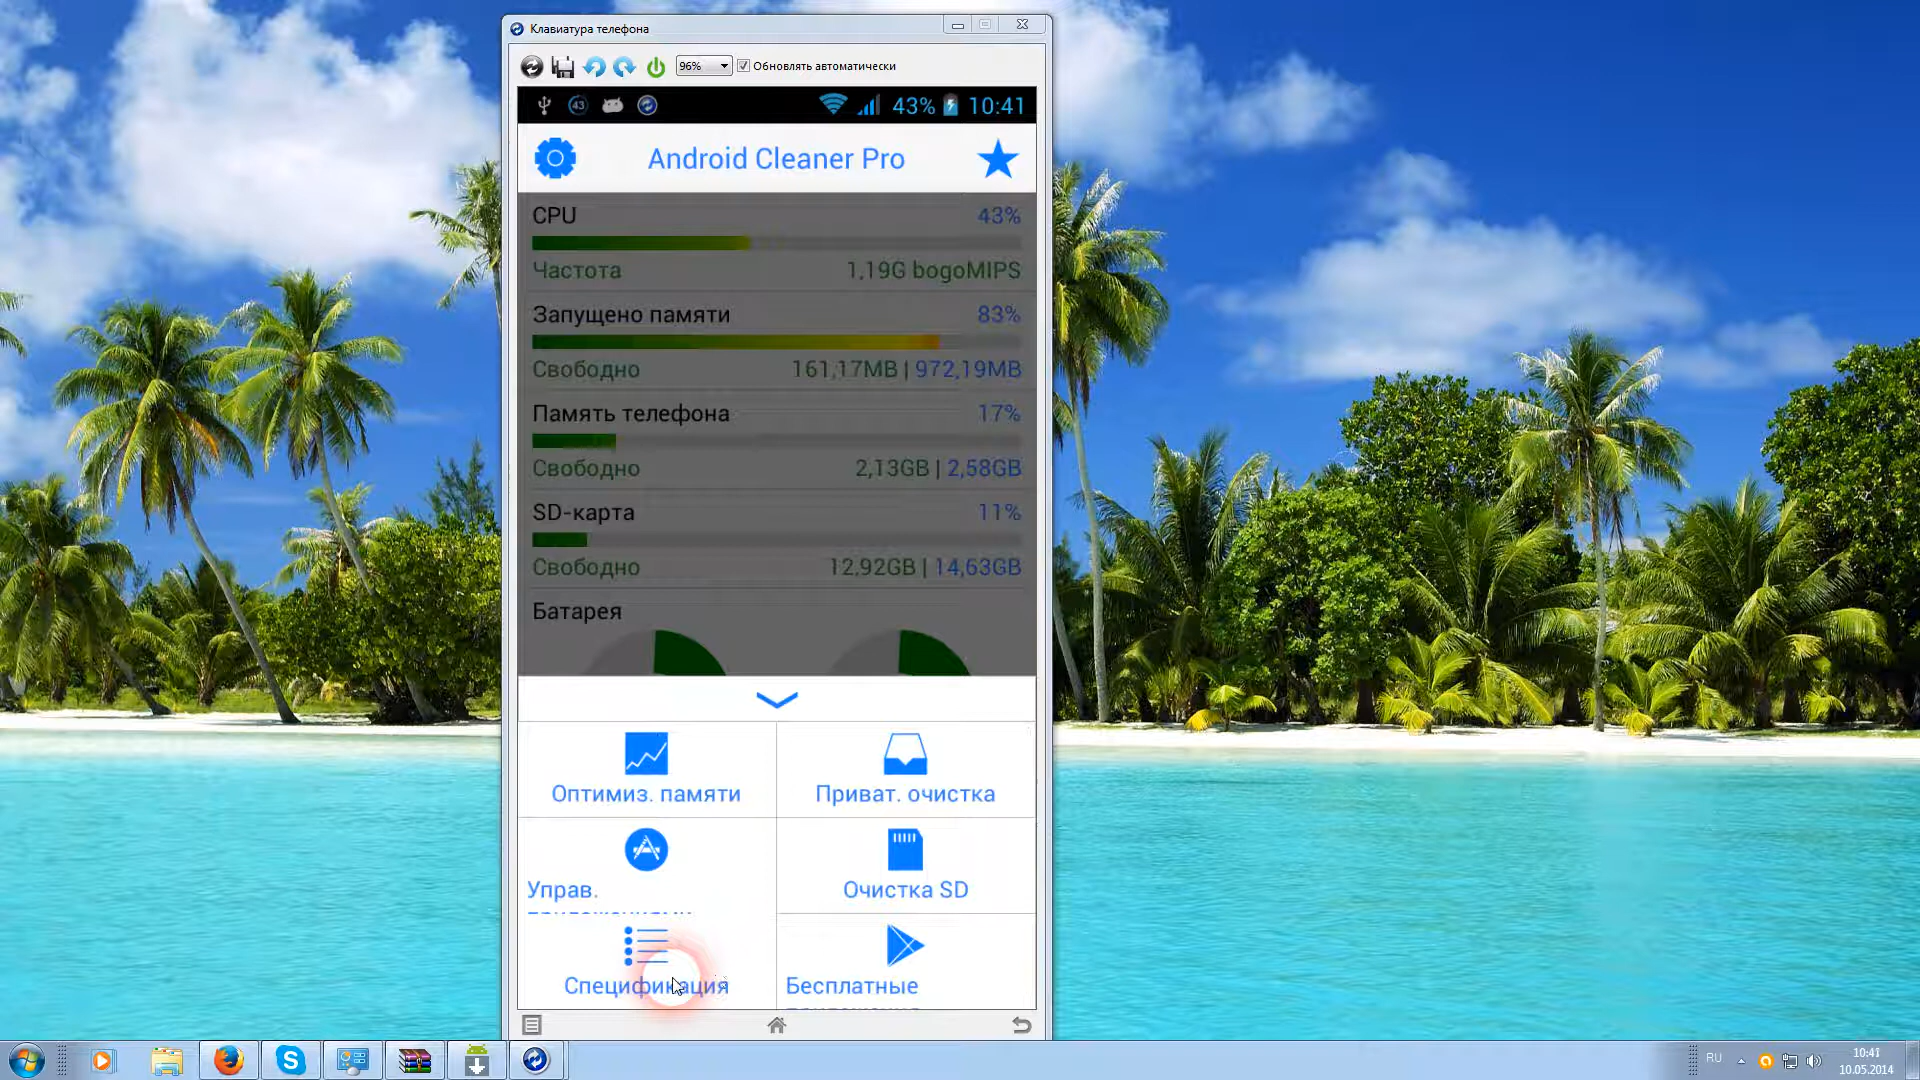 Клавиатура телефона
96% Обновлять автоматически
43 43% 10:41
Android Cleaner Pro
CPU 43%
Частота 1,19G bogoMIPS
Запущено памяти 83%
Свободно 161,17MB | 972,19MB
Память телефона 17%
Свободно 2,13GB | 2,58GB
SD-карта 11%
Свободно 12,92GB | 14,63GB
Батарея
Оптимиз. памяти Приват. очистка
Управ. Очистка SD
Спецификация Бесплатные
RU 10:41
10.05.2014